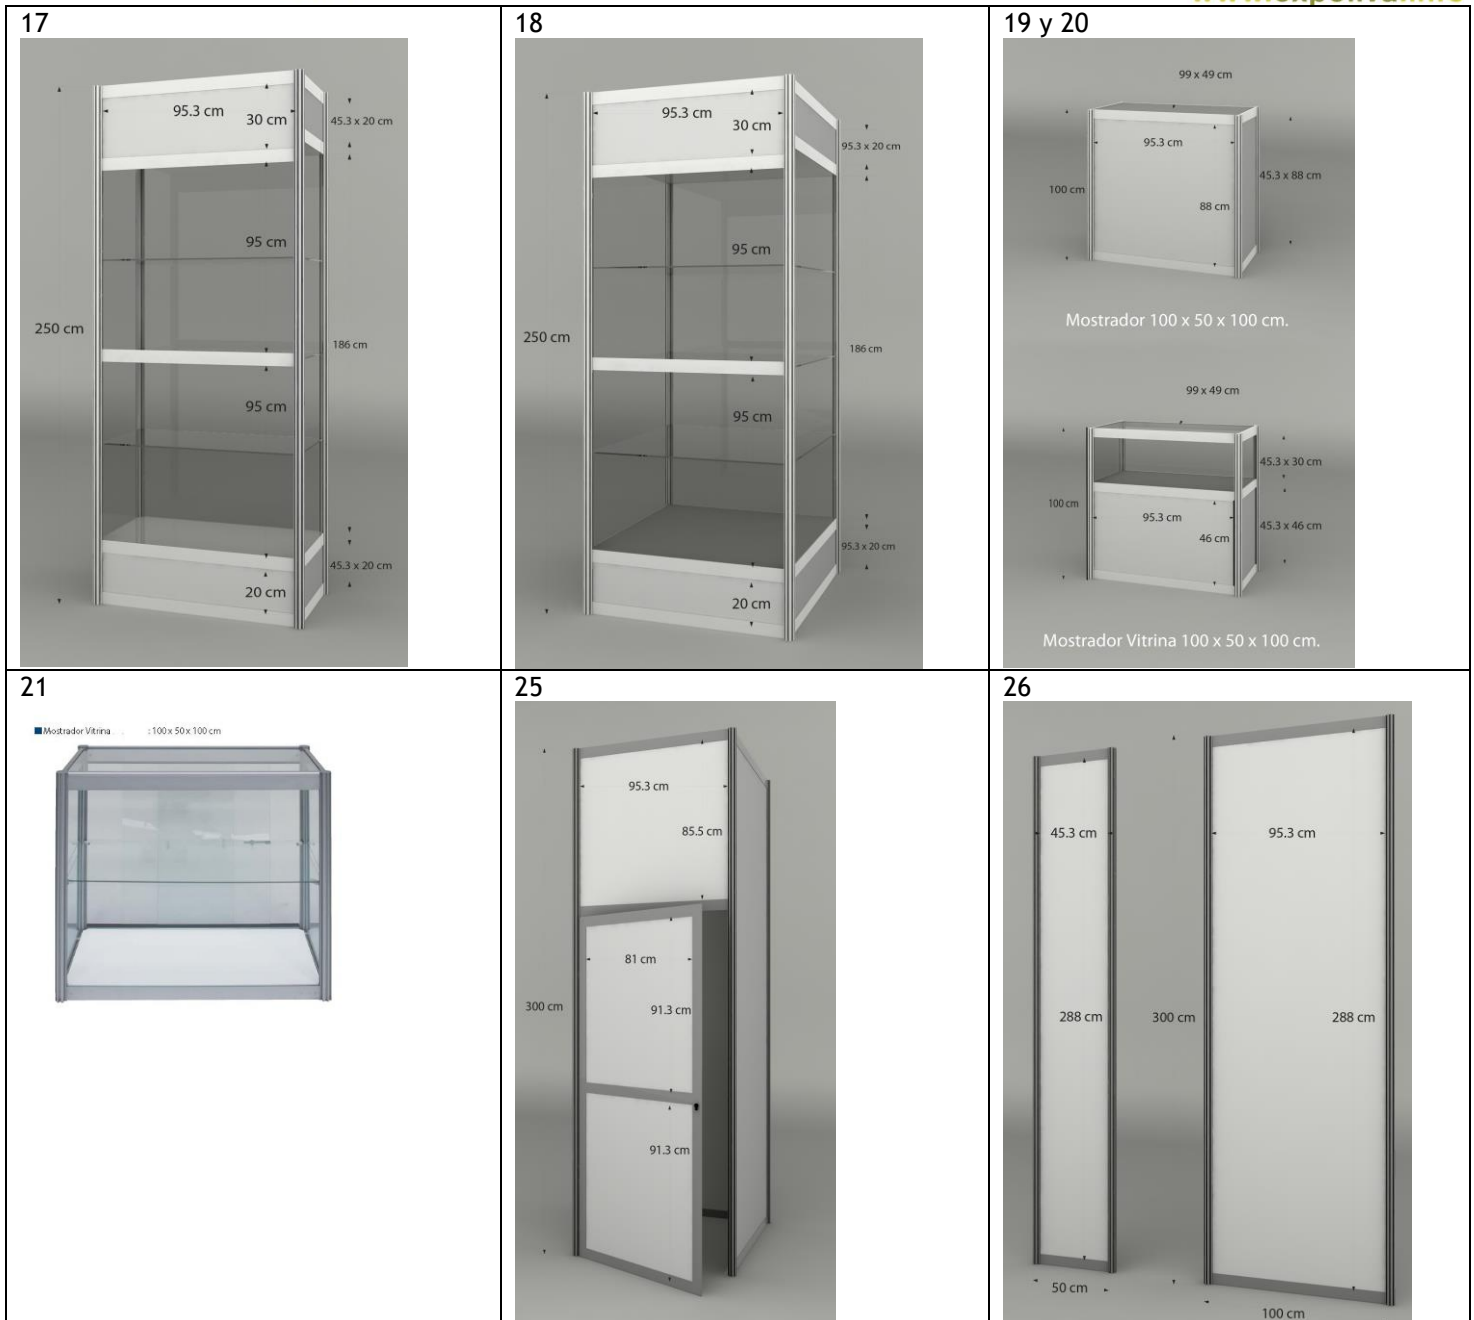 17
95.3 cm
30 cm
45.3 x 20 cm
95 cm
250 cm
186 cm
95 cm
45.3 x 20 cm
20 cm
18
95.3 cm
30 cm
95.3 x 20 cm
95 cm
250 cm
186 cm
95 cm
95.3 x 20 cm
20 cm
19 y 20
99 x 49 cm
95.3 cm
100 cm
45.3 x 88 cm
88 cm
Mostrador 100 x 50 x 100 cm.
99 x 49 cm
45.3 x 30 cm
100 cm
95.3 cm
45.3 x 46 cm
46 cm
Mostrador Vitrina 100 x 50 x 100 cm.
21
Mostrador Vitrina : 100 x 50 x 100 cm
25
95.3 cm
85.5 cm
81 cm
300 cm
91.3 cm
91.3 cm
26
45.3 cm
95.3 cm
288 cm
300 cm
288 cm
50 cm
100 cm